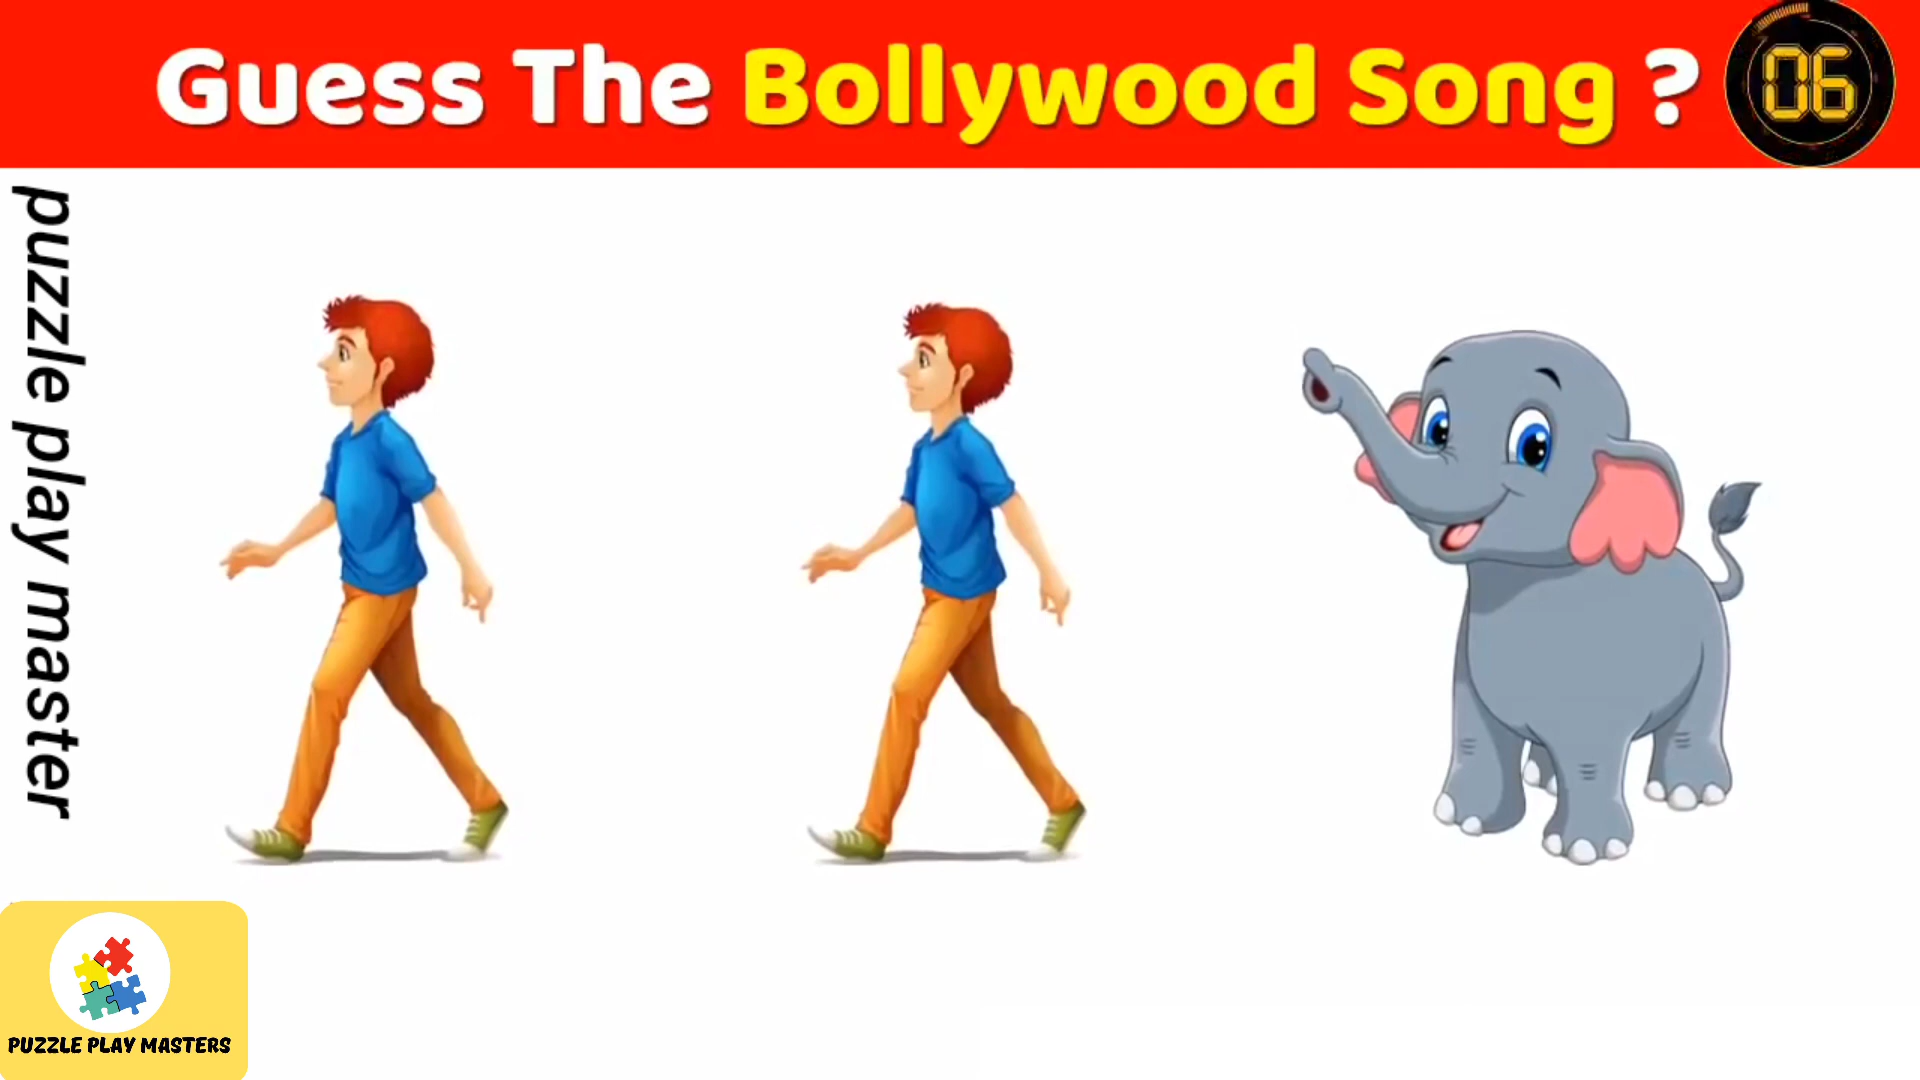 Guess The Bollywood Song ?
06
puzzle play master
PUZZLE PLAY MASTERS